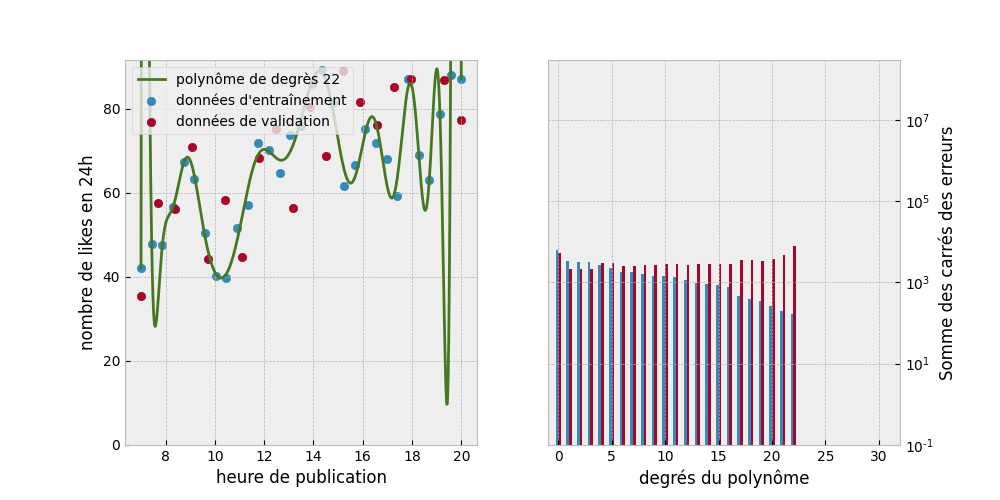 polynôme de degrès 22
données d'entraînement
données de validation
80
60
40
20
0
8 10 12 14 16 18 20
heure de publication
nombre de likes en 24h
10^7
10^5
10^3
10^1
10^-1
0 5 10 15 20 25 30
degrés du polynôme
Somme des carrés des erreurs